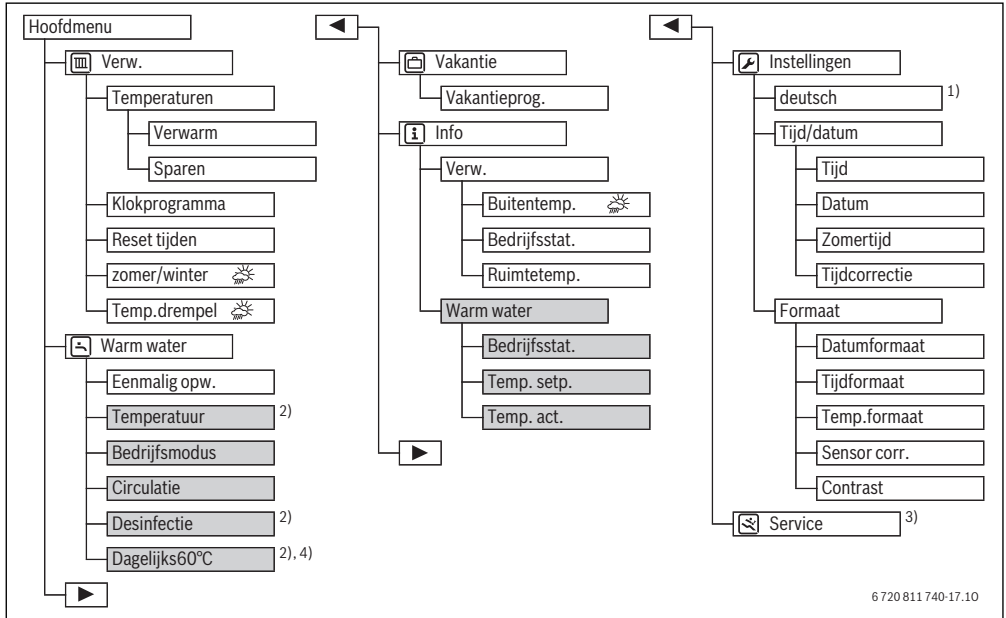 Hoofdmenu
Verw.
Temperaturen
Verwarm
Sparen
Klokprogramma
Reset tijden
zomer/winter
Temp.drempel
Warm water
Eenmalig opw.
Temperatuur 2)
Bedrijfsmodus
Circulatie
Desinfectie 2)
Dagelijks60°C 2), 4)
Vakantie
Vakantieprog.
Info
Verw.
Buitentemp.
Bedrijfsstat.
Ruimtetemp.
Warm water
Bedrijfsstat.
Temp. setp.
Temp. act.
Instellingen
deutsch 1)
Tijd/datum
Tijd
Datum
Zomertijd
Tijdcorrectie
Formaat
Datumformaat
Tijdformaat
Temp.formaat
Sensor corr.
Contrast
Service 3)
6 720 811 740-17.1O